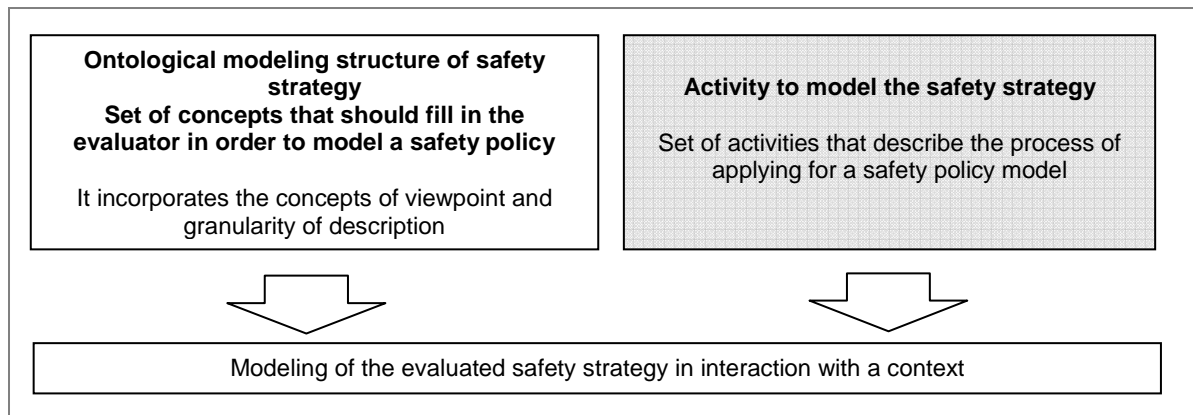 Ontological modeling structure of safety
strategy
Set of concepts that should fill in the
evaluator in order to model a safety policy
It incorporates the concepts of viewpoint and
granularity of description
Activity to model the safety strategy
Set of activities that describe the process of
applying for a safety policy model
Modeling of the evaluated safety strategy in interaction with a context